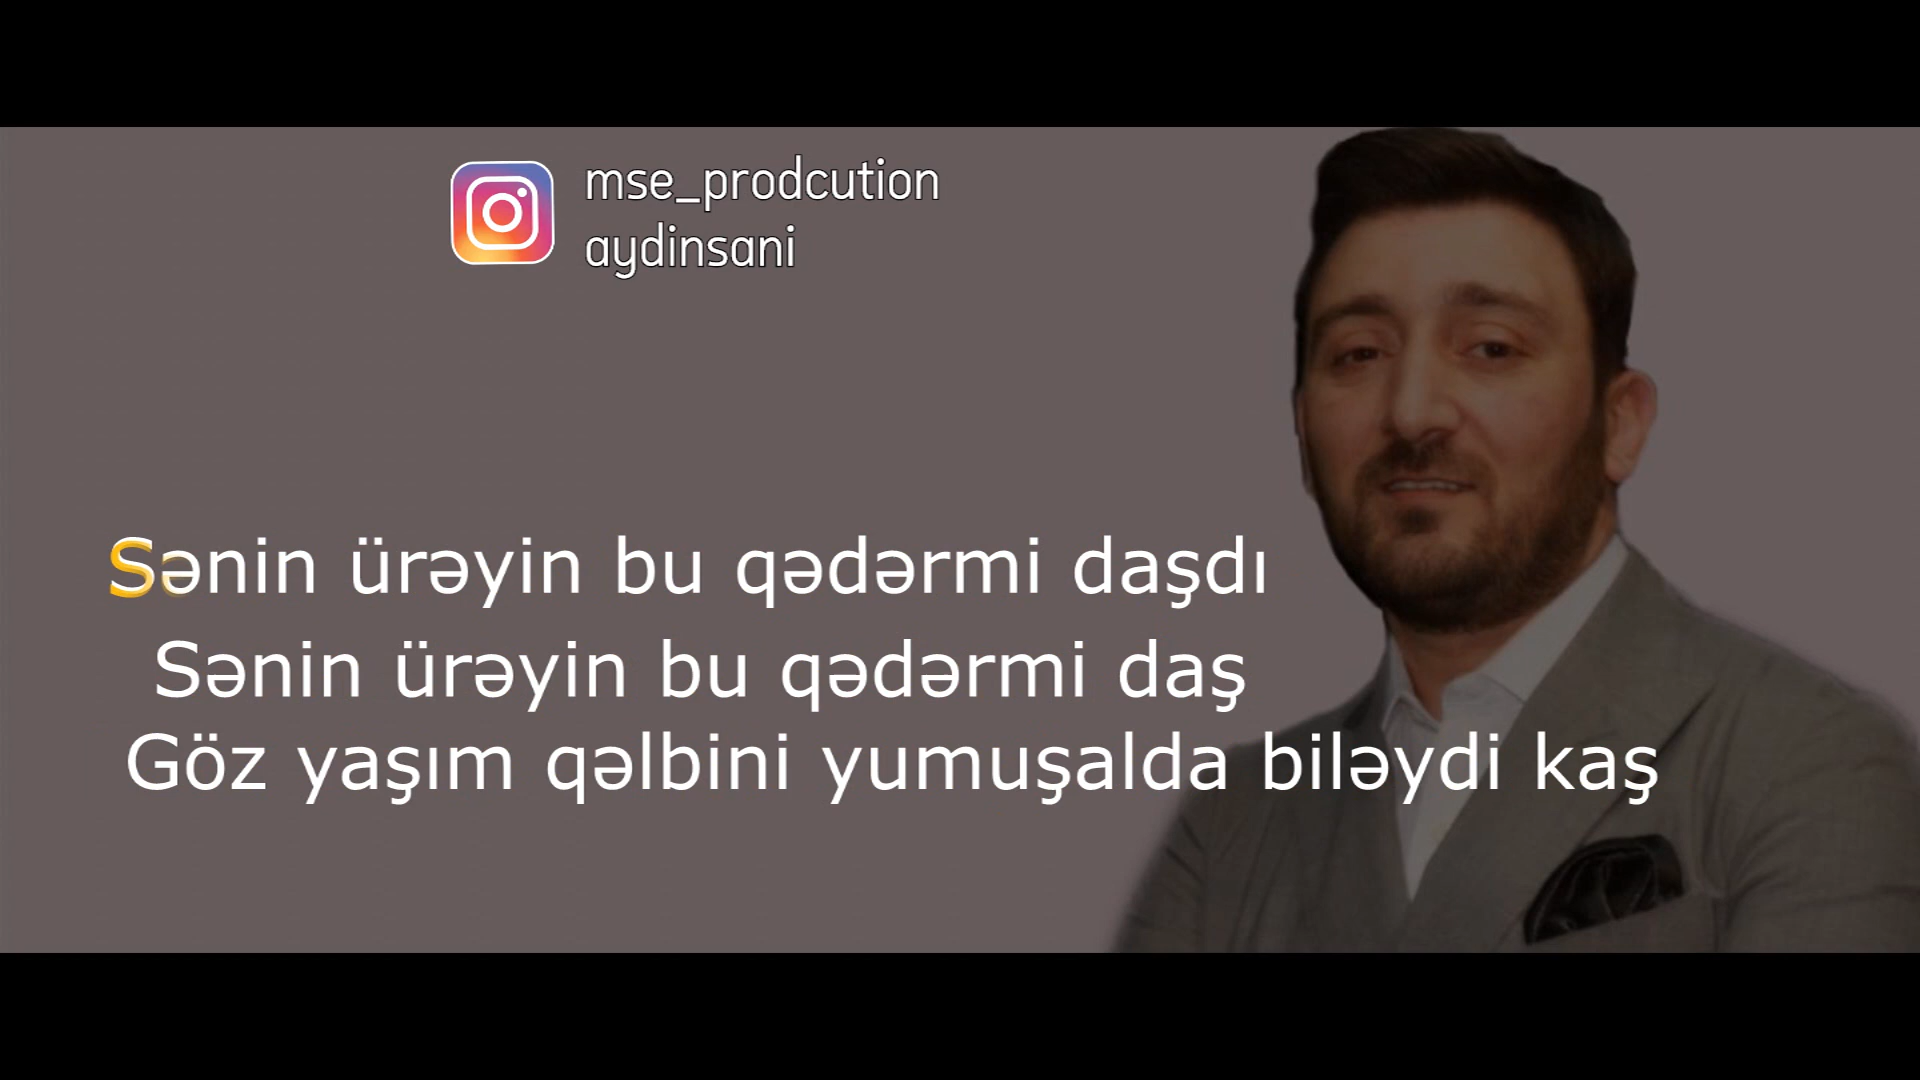 mse_prodcution
aydinsani
Sənin ürəyin bu qədərmi daşdı
Sənin ürəyin bu qədərmi daş
Göz yaşım qəlbini yumuşalda biləydi kaş